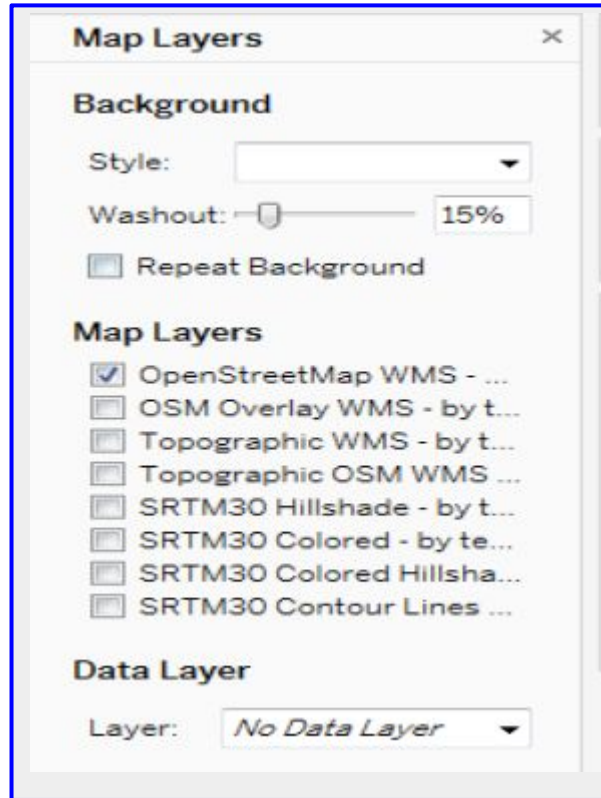 Map Layers
Background
Style:
Washout: 15%
Repeat Background
Map Layers
OpenStreetMap WMS - ...
OSM Overlay WMS - by t...
Topographic WMS - by t...
Topographic OSM WMS ...
SRTM30 Hillshade - by t...
SRTM30 Colored - by te...
SRTM30 Colored Hillsha...
SRTM30 Contour Lines ...
Data Layer
Layer: No Data Layer